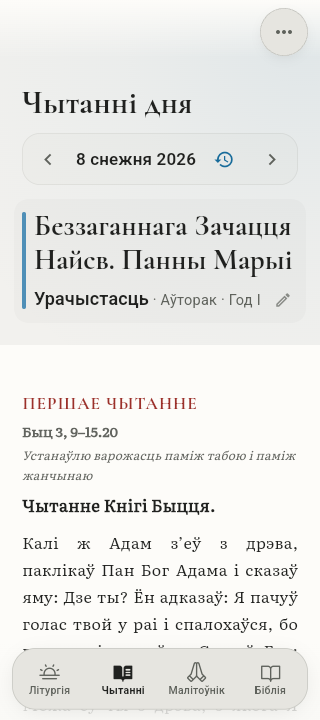 Чытанні дня
8 снежня 2026
Беззаганнага Зачацця
Найсв. Панны Марыі
Урачыстасць · Аўторак · Год I
ПЕРШАЕ ЧЫТАННЕ
Быц 3, 9–15.20
Устанаўлю варожасць паміж табою і паміж
жанчынаю
Чытанне Кнігі Быцця.
Калі ж Адам з’еў з дрэва,
паклікаў Пан Бог Адама і сказаў
яму: Дзе ты? Ён адказаў: Я пачуў
голас твой у раі і спалохаўся, бо
Літургія
Чытанні
Малітоўнік
Біблія